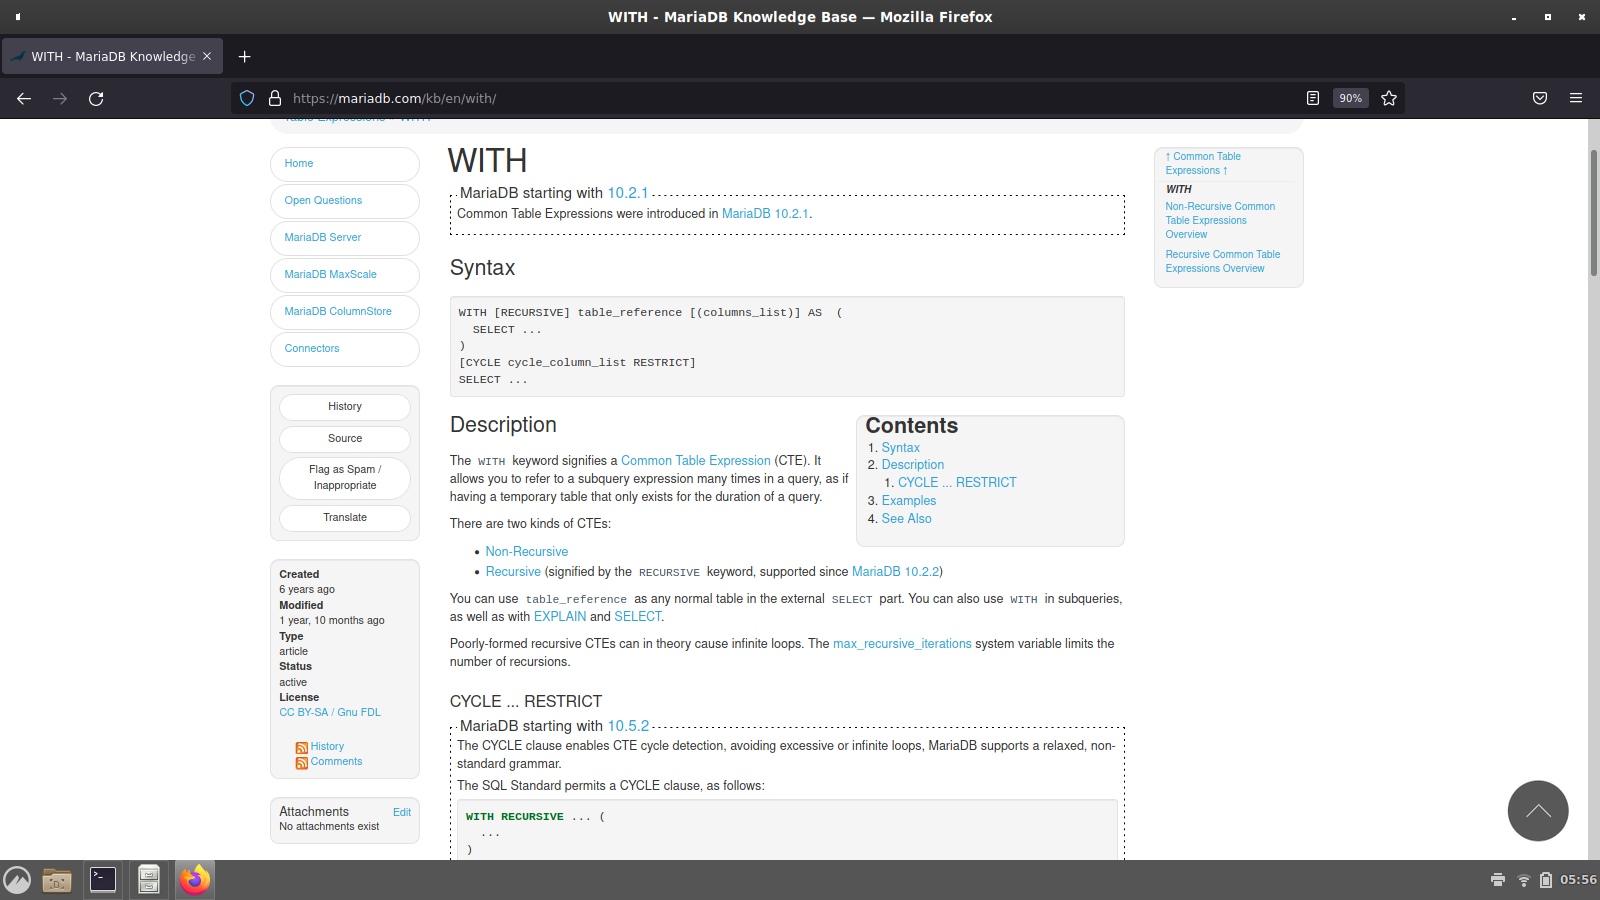 WITH - MariaDB Knowledge Base — Mozilla Firefox
WITH - MariaDB Knowledge
https://mariadb.com/kb/en/with/
90%
Table Expressions » WITH
Home
Open Questions
MariaDB Server
MariaDB MaxScale
MariaDB ColumnStore
Connectors
History
Source
Flag as Spam /
Inappropriate
Translate
Created
6 years ago
Modified
1 year, 10 months ago
Type
article
Status
active
License
CC BY-SA / Gnu FDL
History
Comments
Attachments Edit
No attachments exist
WITH
MariaDB starting with 10.2.1
Common Table Expressions were introduced in MariaDB 10.2.1.
Syntax
WITH [RECURSIVE] table_reference [(columns_list)] AS  (
  SELECT ...
)
[CYCLE cycle_column_list RESTRICT]
SELECT ...
Description
The WITH keyword signifies a Common Table Expression (CTE). It
allows you to refer to a subquery expression many times in a query, as if
having a temporary table that only exists for the duration of a query.
There are two kinds of CTEs:
• Non-Recursive
• Recursive (signified by the RECURSIVE keyword, supported since MariaDB 10.2.2)
You can use table_reference as any normal table in the external SELECT part. You can also use WITH in subqueries,
as well as with EXPLAIN and SELECT.
Poorly-formed recursive CTEs can in theory cause infinite loops. The max_recursive_iterations system variable limits the
number of recursions.
CYCLE ... RESTRICT
MariaDB starting with 10.5.2
The CYCLE clause enables CTE cycle detection, avoiding excessive or infinite loops, MariaDB supports a relaxed, non-
standard grammar.
The SQL Standard permits a CYCLE clause, as follows:
WITH RECURSIVE ... (
  ...
)
Contents
1. Syntax
2. Description
1. CYCLE ... RESTRICT
3. Examples
4. See Also
↑ Common Table
Expressions ↑
WITH
Non-Recursive Common
Table Expressions
Overview
Recursive Common Table
Expressions Overview
05:56